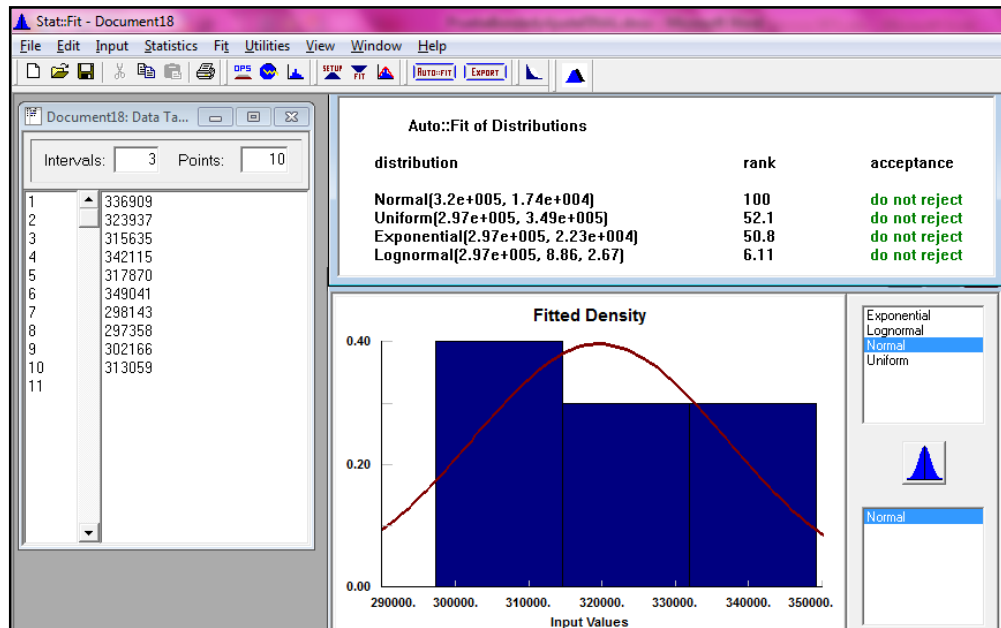 Stat::Fit - Document18
File Edit Input Statistics Fit Utilities View Window Help
OPS SETUP FIT AUTO::FIT EXPORT
Document18: Data Ta...
Intervals: 3 Points: 10
1 336909
2 323937
3 315635
4 342115
5 317870
6 349041
7 298143
8 297358
9 302166
10 313059
11
Auto::Fit of Distributions
distribution rank acceptance
Normal(3.2e+005, 1.74e+004) 100 do not reject
Uniform(2.97e+005, 3.49e+005) 52.1 do not reject
Exponential(2.97e+005, 2.23e+004) 50.8 do not reject
Lognormal(2.97e+005, 8.86, 2.67) 6.11 do not reject
Fitted Density
0.40
0.20
0.00
290000. 300000. 310000. 320000. 330000. 340000. 350000.
Input Values
Exponential
Lognormal
Normal
Uniform
Normal